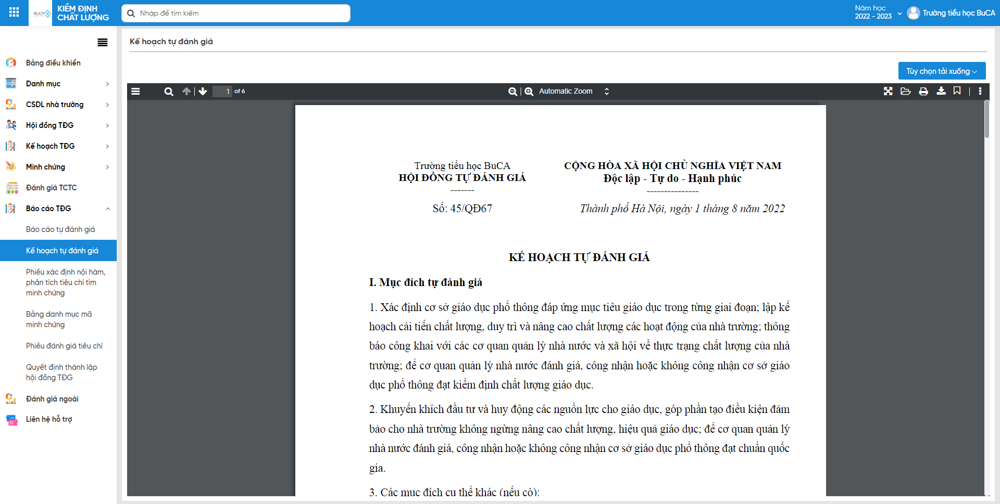 BUCA
KIỂM ĐỊNH
CHẤT LƯỢNG
Nhập để tìm kiếm
Năm học
2022 - 2023
Trường tiểu học BuCA
Bảng điều khiển
Danh mục
CSDL nhà trường
Hội đồng TĐG
Kế hoạch TĐG
Minh chứng
Đánh giá TCTC
Báo cáo TĐG
Báo cáo tự đánh giá
Kế hoạch tự đánh giá
Phiếu xác định nội hàm,
phân tích tiêu chí tìm
minh chứng
Bảng danh mục mã
minh chứng
Phiếu đánh giá tiêu chí
Quyết định thành lập
hội đồng TĐG
Đánh giá ngoài
Liên hệ hỗ trợ
Kế hoạch tự đánh giá
Tùy chọn tải xuống
1 of 6
Automatic Zoom
Trường tiểu học BuCA
HỘI ĐỒNG TỰ ĐÁNH GIÁ
-------
Số: 45/QĐ67
CỘNG HÒA XÃ HỘI CHỦ NGHĨA VIỆT NAM
Độc lập - Tự do - Hạnh phúc
---------------
Thành phố Hà Nội, ngày 1 tháng 8 năm 2022
KẾ HOẠCH TỰ ĐÁNH GIÁ
I. Mục đích tự đánh giá
1. Xác định cơ sở giáo dục phổ thông đáp ứng mục tiêu giáo dục trong từng giai đoạn; lập kế
hoạch cải tiến chất lượng, duy trì và nâng cao chất lượng các hoạt động của nhà trường; thông
báo công khai với các cơ quan quản lý nhà nước và xã hội về thực trạng chất lượng của nhà
trường; để cơ quan quản lý nhà nước đánh giá, công nhận hoặc không công nhận cơ sở giáo
dục phổ thông đạt kiểm định chất lượng giáo dục.
2. Khuyến khích đầu tư và huy động các nguồn lực cho giáo dục, góp phần tạo điều kiện đảm
bảo cho nhà trường không ngừng nâng cao chất lượng, hiệu quả giáo dục; để cơ quan quản lý
nhà nước đánh giá, công nhận hoặc không công nhận cơ sở giáo dục phổ thông đạt chuẩn quốc
gia.
3. Các mục đích cụ thể khác (nếu có):